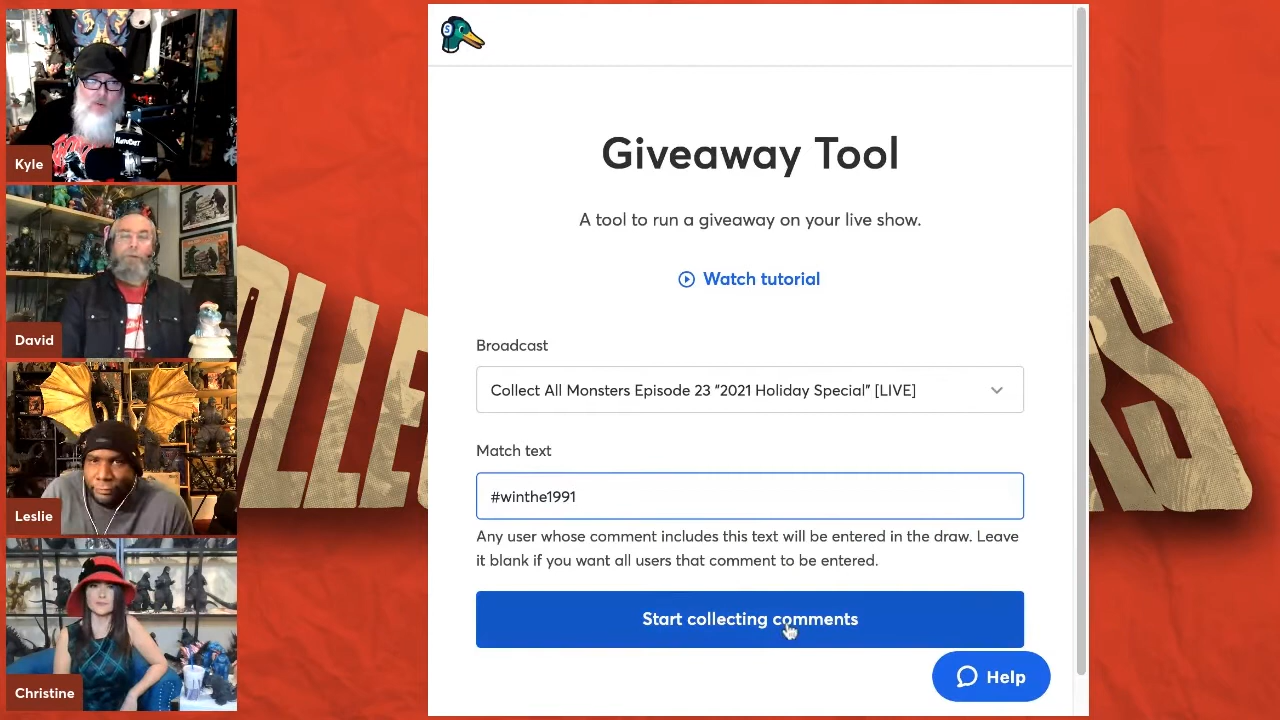 Kyle
David
Leslie
Christine
Giveaway Tool
A tool to run a giveaway on your live show.
Watch tutorial
Broadcast
Collect All Monsters Episode 23 "2021 Holiday Special" [LIVE]
Match text
#winthe1991
Any user whose comment includes this text will be entered in the draw. Leave
it blank if you want all users that comment to be entered.
Start collecting comments
Help